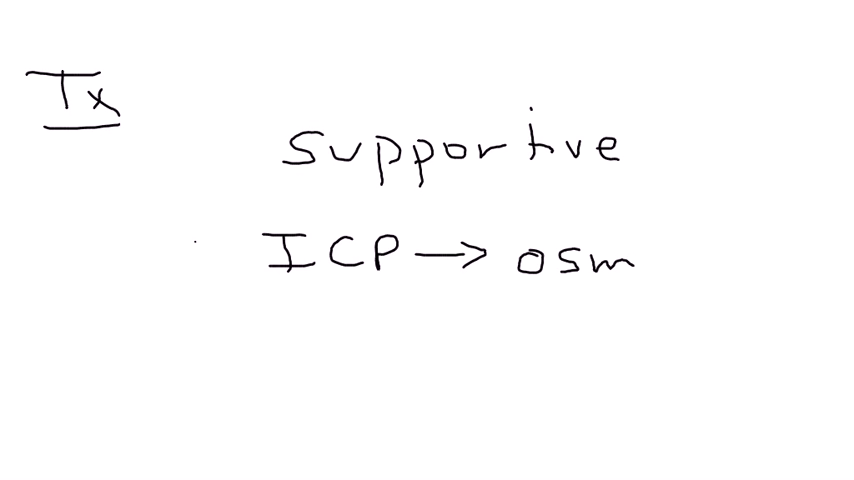 Tx
Supportive
ICP → osm